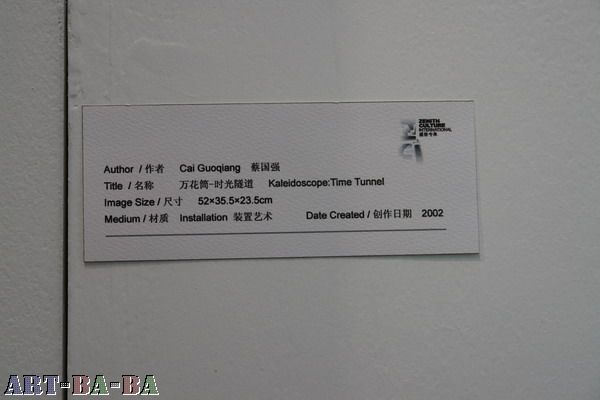 ZENITH
CULTURE
INTERNATIONAL
Author / 作者 Cai Guoqiang 蔡国强
Title / 名称 万花筒-时光隧道 Kaleidoscope:Time Tunnel
Image Size / 尺寸 52×35.5×23.5cm
Medium / 材质 Installation 装置艺术 Date Created / 创作日期 2002
ART-BA-BA